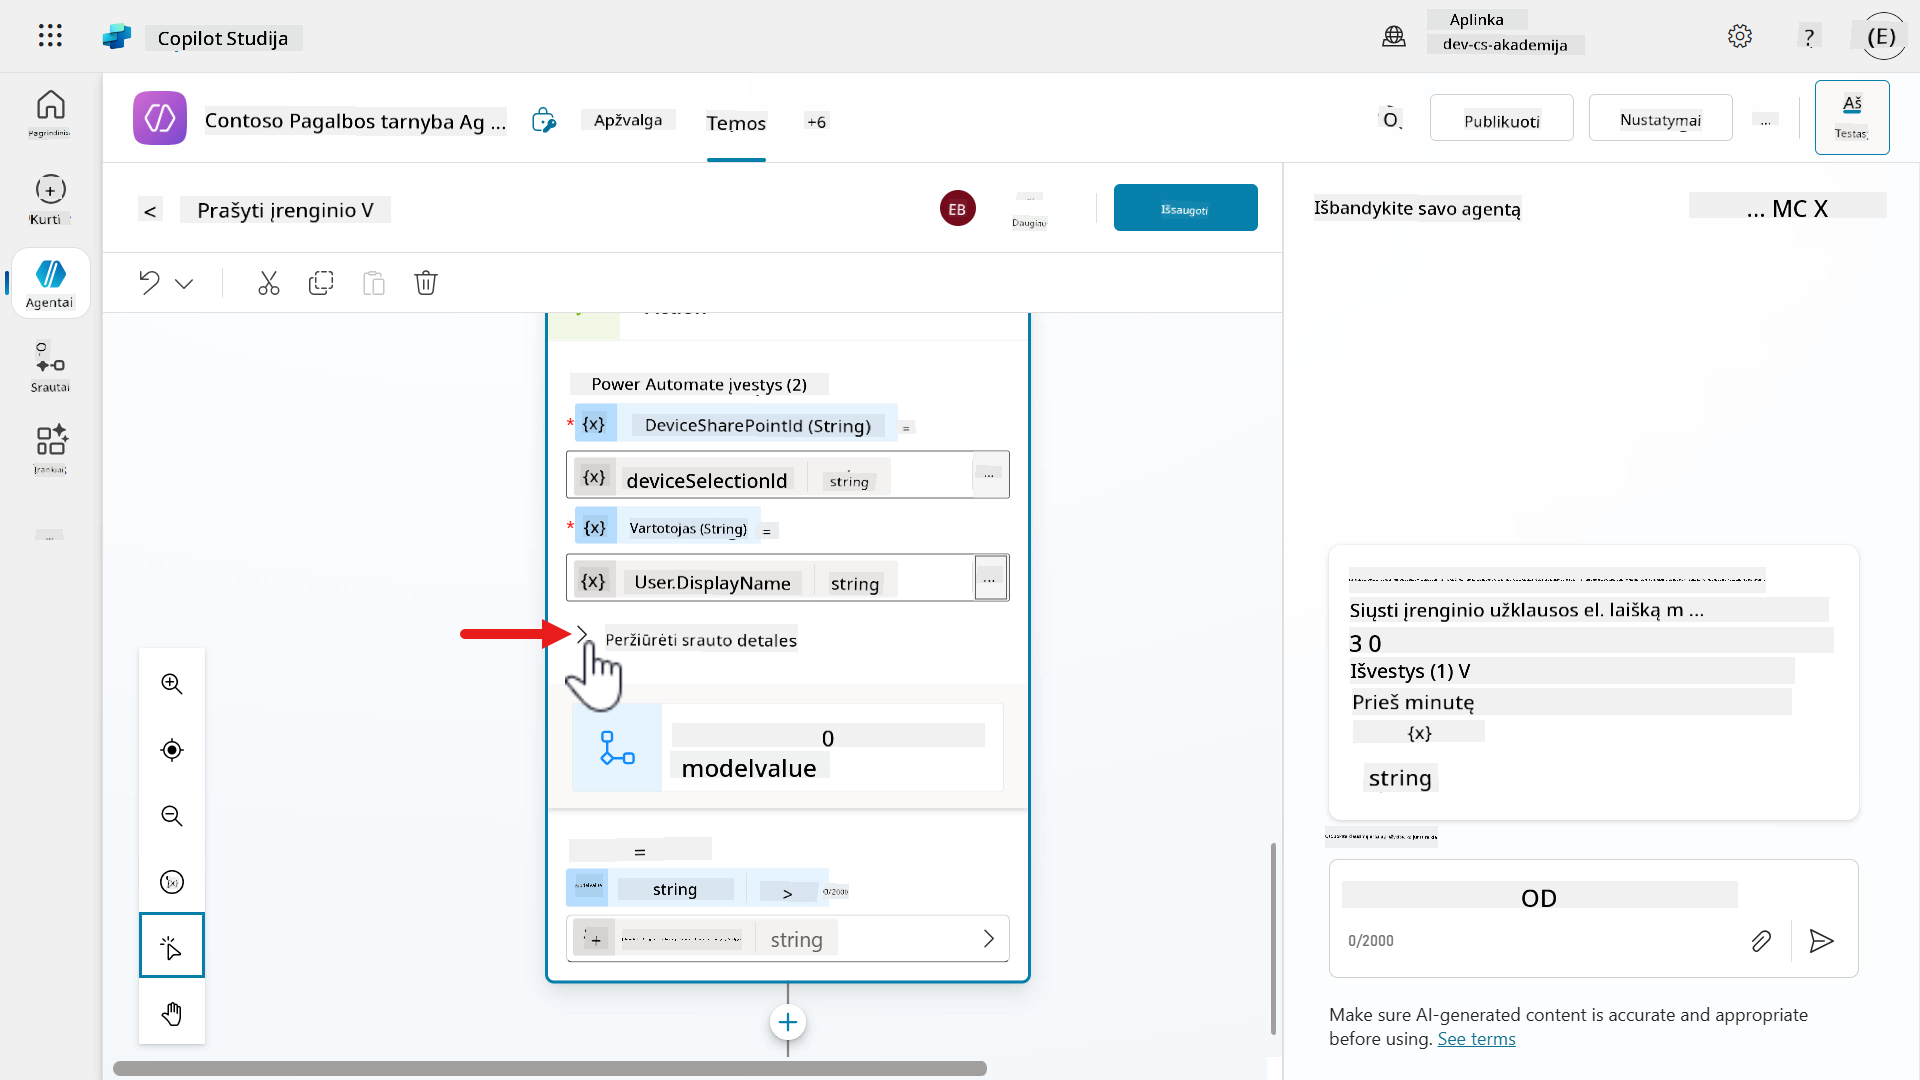 Copilot Studija
Aplinka
dev-cs-akademija
?
(E)
Pagrindinis
Kurti
Agentai
Srautai
Įrankiai
Contoso Pagalbos tarnyba Ag ...
Apžvalga
Temos
+6
Publikuoti
Nustatymai
...
Aš
Testas
< Prašyti įrenginio V
EB
Daugiau
Išsaugoti
Power Automate įvestys (2)
* {x} DeviceSharePointId (String) =
{x} deviceSelectionId string ...
* {x} Vartotojas (String) =
{x} User.DisplayName string ...
Peržiūrėti srauto detales
0
modelvalue
=
modelvalue string > 0/2000
+ string
Išbandykite savo agentą
... MC X
Siųsti įrenginio užklausos el. laišką m ...
3 0
Išvestys (1) V
Prieš minutę
{x}
string
OD
0/2000
Make sure AI-generated content is accurate and appropriate
before using. See terms